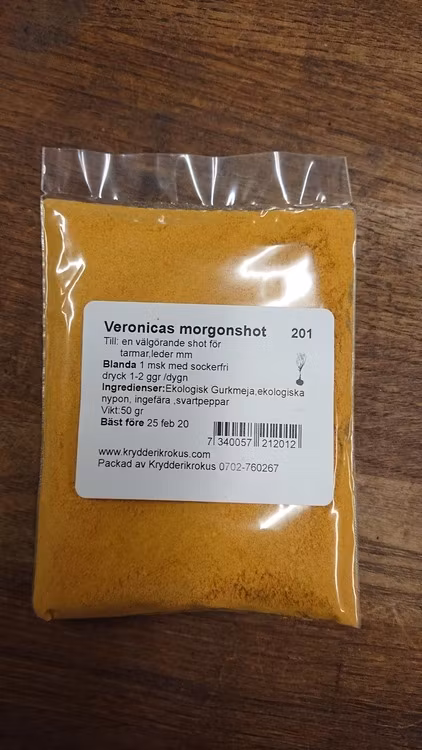 Veronicas morgonshot 201
Till: en välgörande shot för
tarmar,leder mm
Blanda 1 msk med sockerfri
dryck 1-2 ggr /dygn
Ingredienser:Ekologisk Gurkmeja,ekologiska
nypon, ingefära ,svartpeppar
Vikt:50 gr
Bäst före 25 feb 20
7 340057 212012
www.krydderikrokus.com
Packad av Krydderikrokus 0702-760267